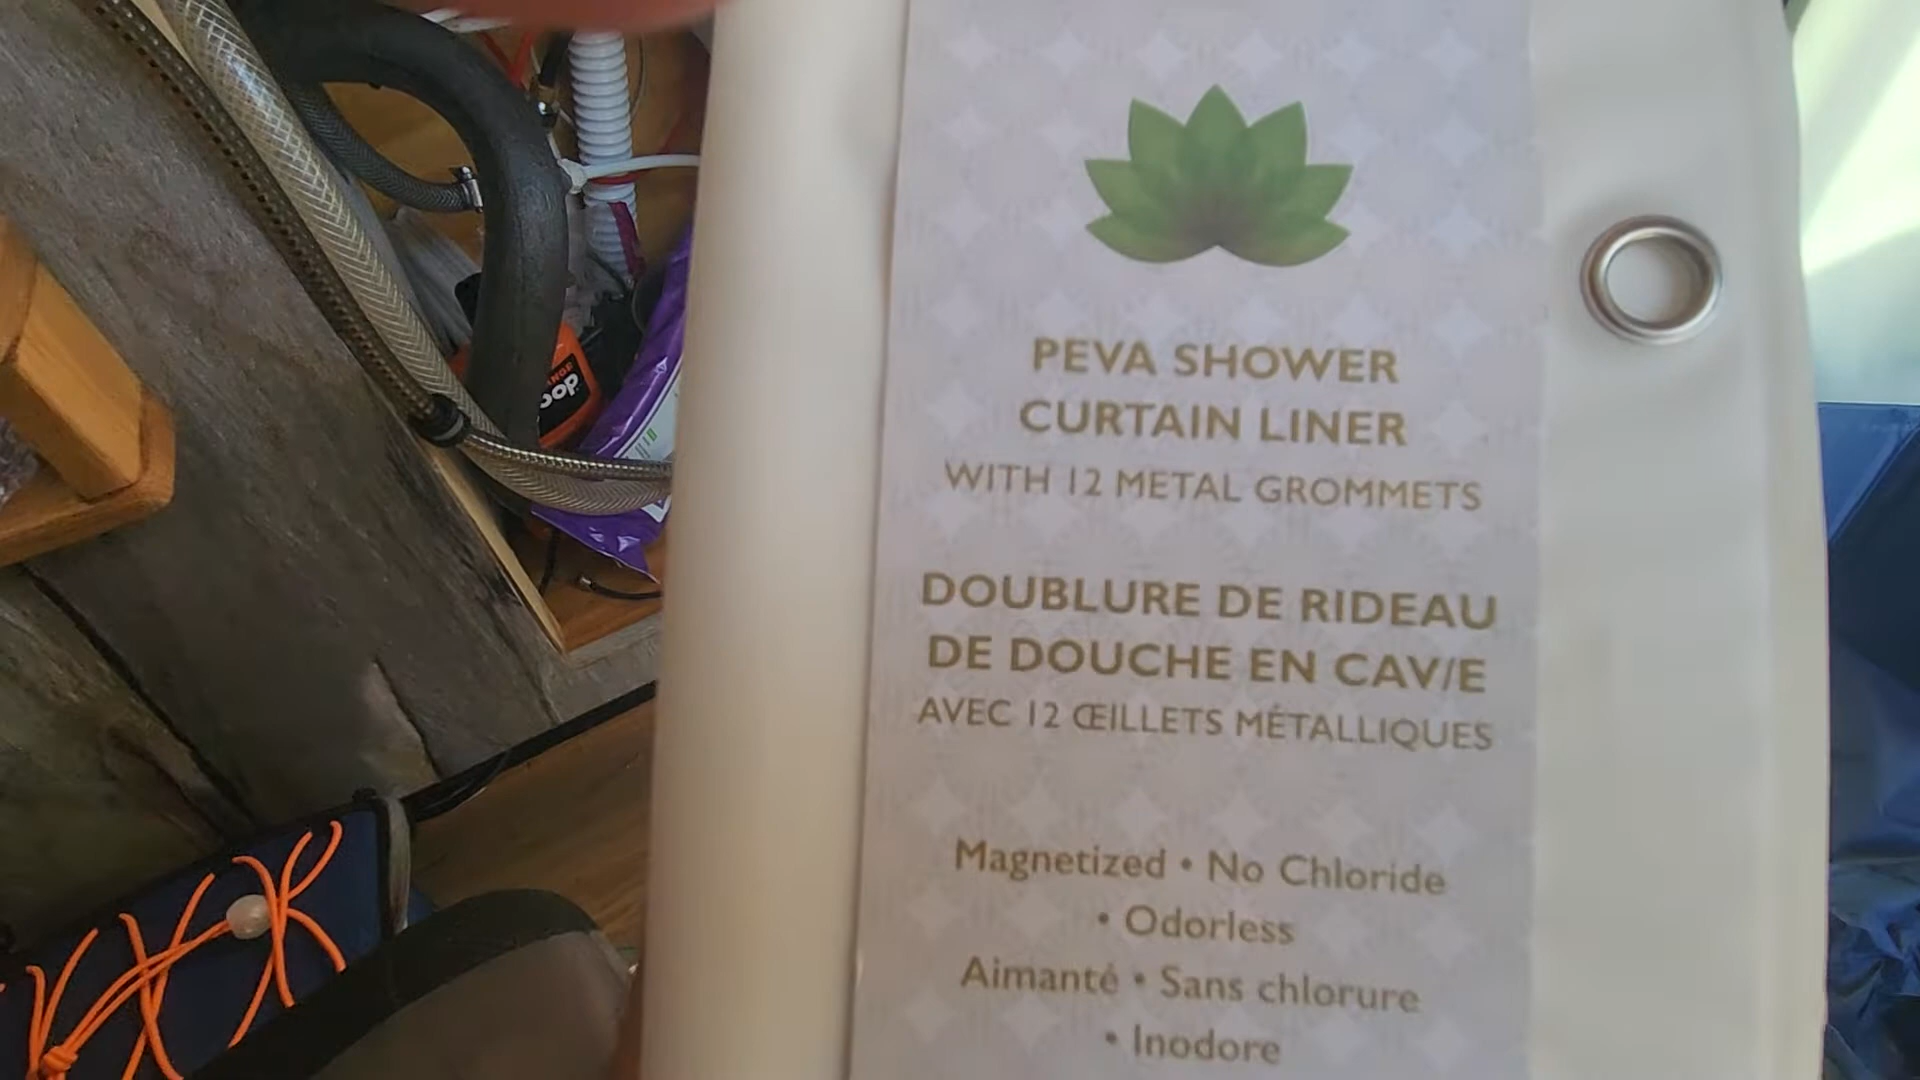 PEVA SHOWER
CURTAIN LINER
WITH 12 METAL GROMMETS
DOUBLURE DE RIDEAU
DE DOUCHE EN CAV/E
AVEC 12 ŒILLETS MÉTALLIQUES
Magnetized • No Chloride
• Odorless
Aimanté • Sans chlorure
• Inodore